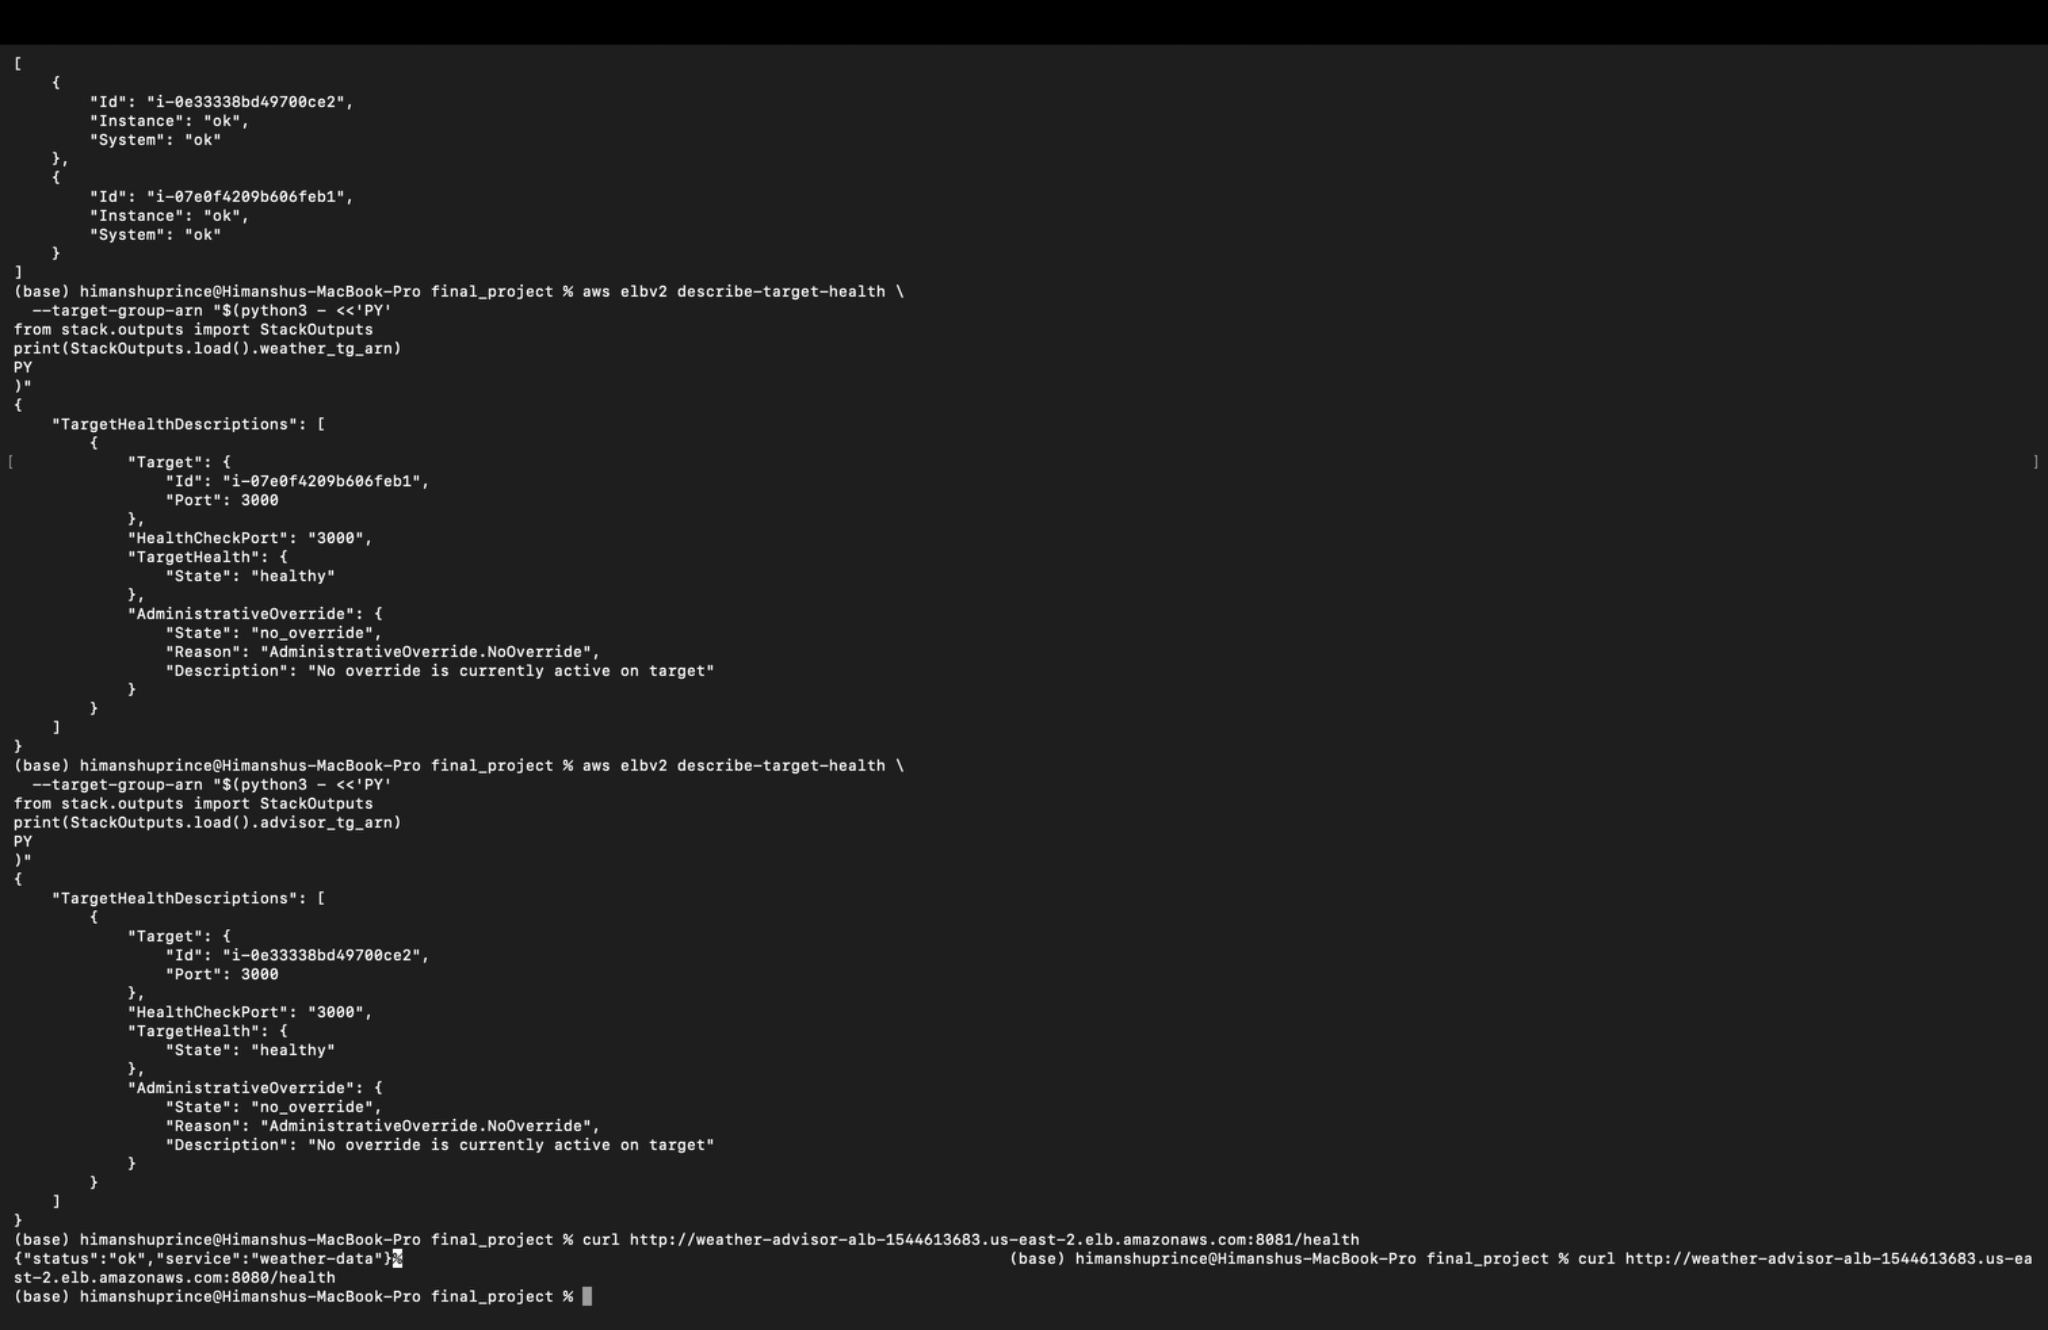 [
    {
        "Id": "i-0e33338bd49700ce2",
        "Instance": "ok",
        "System": "ok"
    },
    {
        "Id": "i-07e0f4209b606feb1",
        "Instance": "ok",
        "System": "ok"
    }
]
(base) himanshuprince@Himanshus-MacBook-Pro final_project % aws elbv2 describe-target-health \
  --target-group-arn "$(python3 - <<'PY'
from stack.outputs import StackOutputs
print(StackOutputs.load().weather_tg_arn)
PY
)"
{
    "TargetHealthDescriptions": [
        {
[            "Target": { ]
                "Id": "i-07e0f4209b606feb1",
                "Port": 3000
            },
            "HealthCheckPort": "3000",
            "TargetHealth": {
                "State": "healthy"
            },
            "AdministrativeOverride": {
                "State": "no_override",
                "Reason": "AdministrativeOverride.NoOverride",
                "Description": "No override is currently active on target"
            }
        }
    ]
}
(base) himanshuprince@Himanshus-MacBook-Pro final_project % aws elbv2 describe-target-health \
  --target-group-arn "$(python3 - <<'PY'
from stack.outputs import StackOutputs
print(StackOutputs.load().advisor_tg_arn)
PY
)"
{
    "TargetHealthDescriptions": [
        {
            "Target": {
                "Id": "i-0e33338bd49700ce2",
                "Port": 3000
            },
            "HealthCheckPort": "3000",
            "TargetHealth": {
                "State": "healthy"
            },
            "AdministrativeOverride": {
                "State": "no_override",
                "Reason": "AdministrativeOverride.NoOverride",
                "Description": "No override is currently active on target"
            }
        }
    ]
}
(base) himanshuprince@Himanshus-MacBook-Pro final_project % curl http://weather-advisor-alb-1544613683.us-east-2.elb.amazonaws.com:8081/health
{"status":"ok","service":"weather-data"}% (base) himanshuprince@Himanshus-MacBook-Pro final_project % curl http://weather-advisor-alb-1544613683.us-ea
st-2.elb.amazonaws.com:8080/health
(base) himanshuprince@Himanshus-MacBook-Pro final_project %